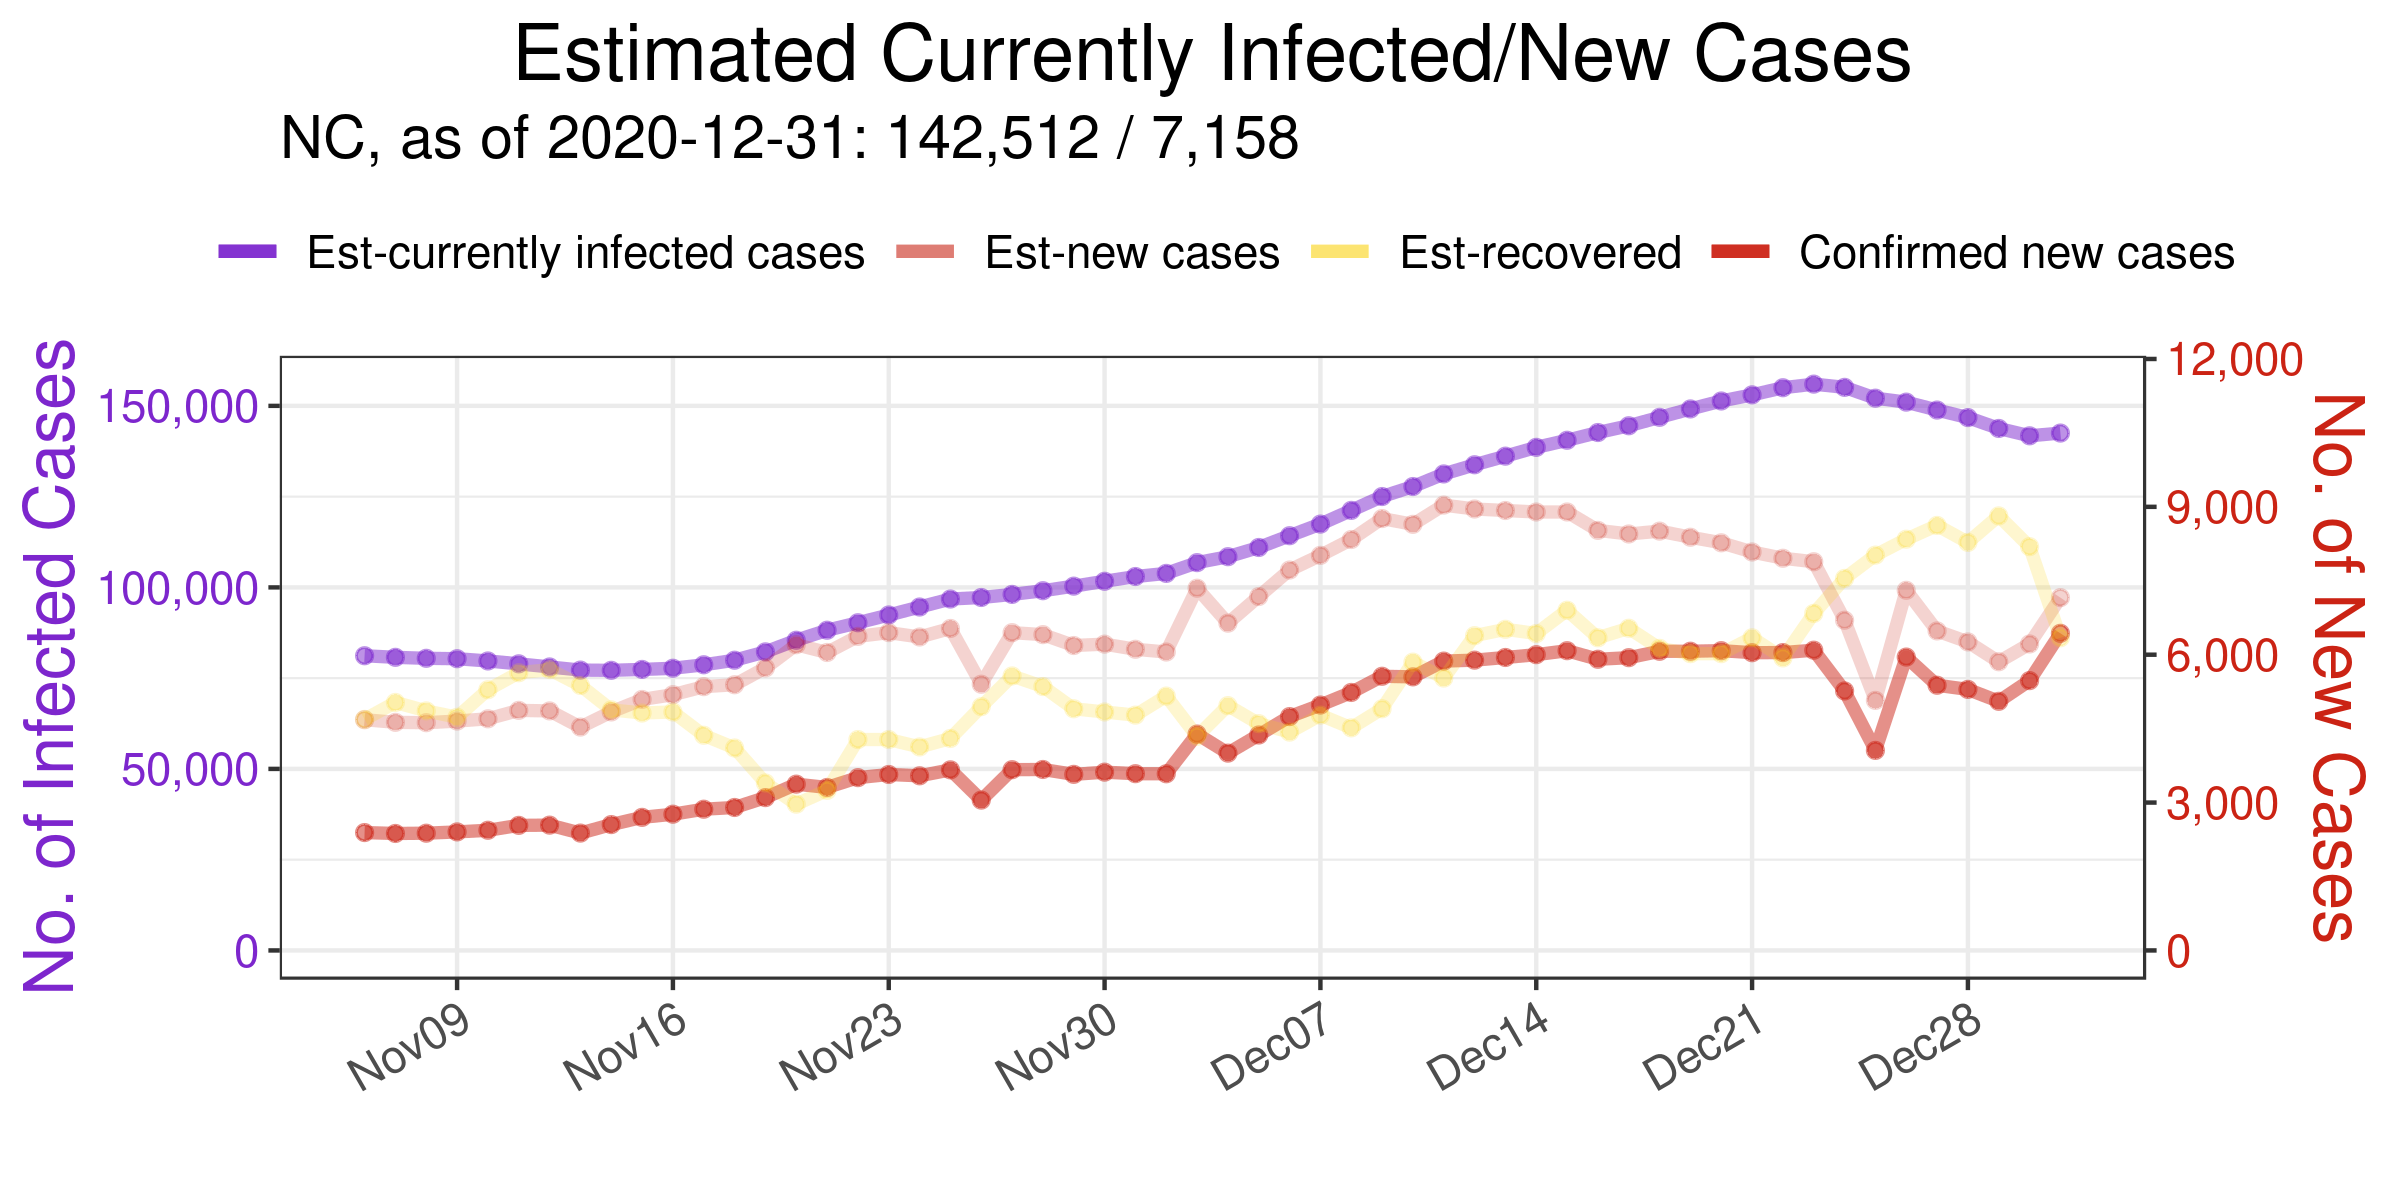 Estimated Currently Infected/New Cases
NC, as of 2020-12-31: 142,512 / 7,158
Est-currently infected cases Est-new cases Est-recovered Confirmed new cases
No. of Infected Cases
150,000
100,000
50,000
0
12,000
9,000
6,000
3,000
0
No. of New Cases
Nov09 Nov16 Nov23 Nov30 Dec07 Dec14 Dec21 Dec28